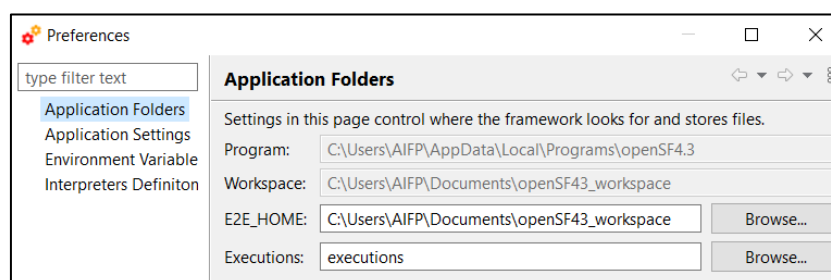 Preferences
type filter text
Application Folders
Application Settings
Environment Variable
Interpreters Definiton
Application Folders
Settings in this page control where the framework looks for and stores files.
Program: C:\Users\AIFP\AppData\Local\Programs\openSF4.3
Workspace: C:\Users\AIFP\Documents\openSF43_workspace
E2E_HOME: C:\Users\AIFP\Documents\openSF43_workspace Browse...
Executions: executions Browse...